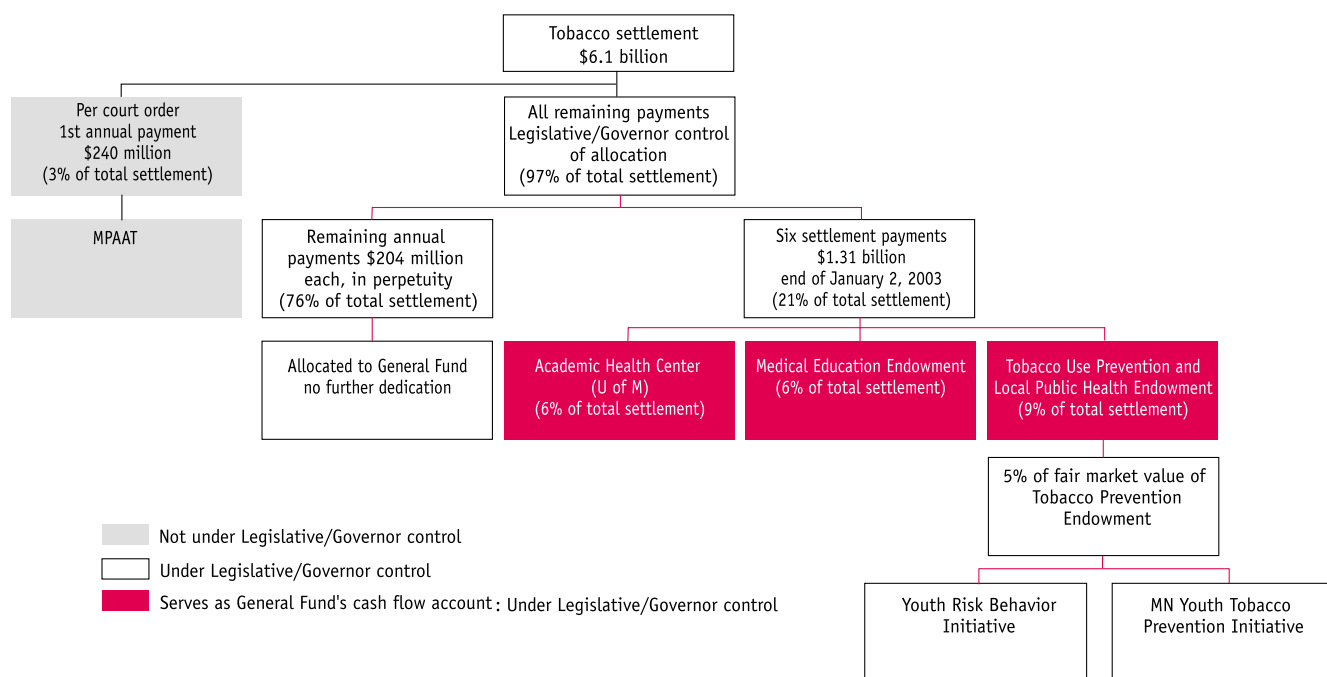 Tobacco settlement
$6.1 billion
Per court order
1st annual payment
$240 million
(3% of total settlement)
All remaining payments
Legislative/Governor control
of allocation
(97% of total settlement)
MPAAT
Remaining annual
payments $204 million
each, in perpetuity
(76% of total settlement)
Six settlement payments
$1.31 billion
end of January 2, 2003
(21% of total settlement)
Allocated to General Fund
no further dedication
Academic Health Center
(U of M)
(6% of total settlement)
Medical Education Endowment
(6% of total settlement)
Tobacco Use Prevention and
Local Public Health Endowment
(9% of total settlement)
5% of fair market value of
Tobacco Prevention
Endowment
Not under Legislative/Governor control
Under Legislative/Governor control
Serves as General Fund's cash flow account: Under Legislative/Governor control
Youth Risk Behavior
Initiative
MN Youth Tobacco
Prevention Initiative